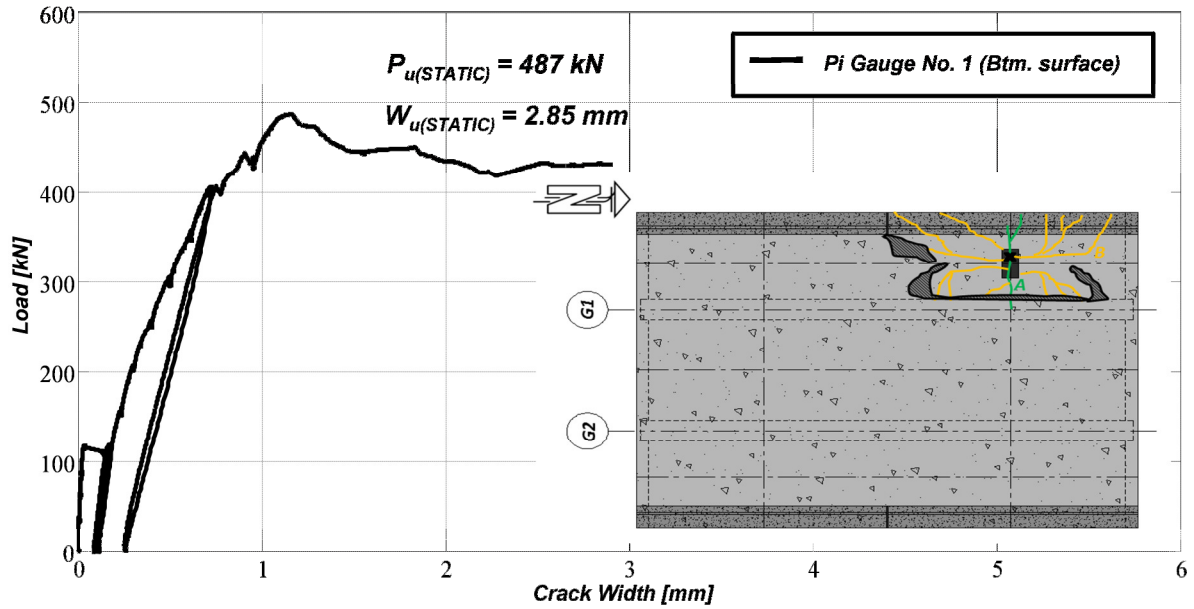 600
500
400
300
200
100
0
Load [kN]
P u(STATIC) = 487 kN
W u(STATIC) = 2.85 mm
Pi Gauge No. 1 (Btm. surface)
N
B
A
G1
G2
0 1 2 3 4 5 6
Crack Width [mm]